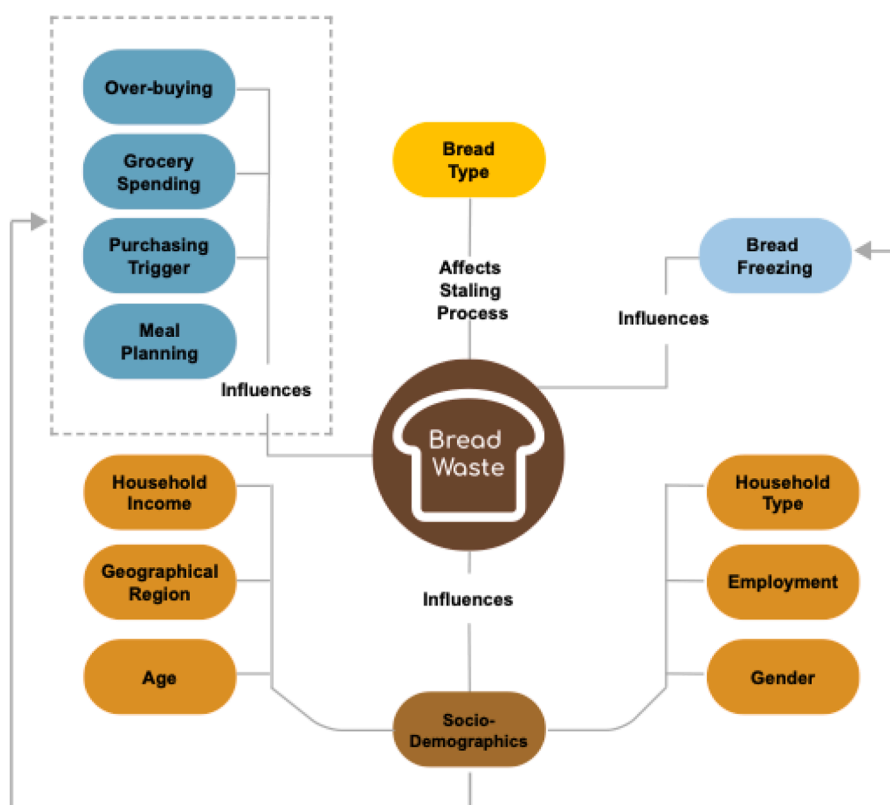 Over-buying
Grocery
Spending
Purchasing
Trigger
Meal
Planning
Influences
Bread
Type
Affects
Staling
Process
Bread
Freezing
Influences
Bread
Waste
Household
Income
Geographical
Region
Age
Influences
Household
Type
Employment
Gender
Socio-
Demographics